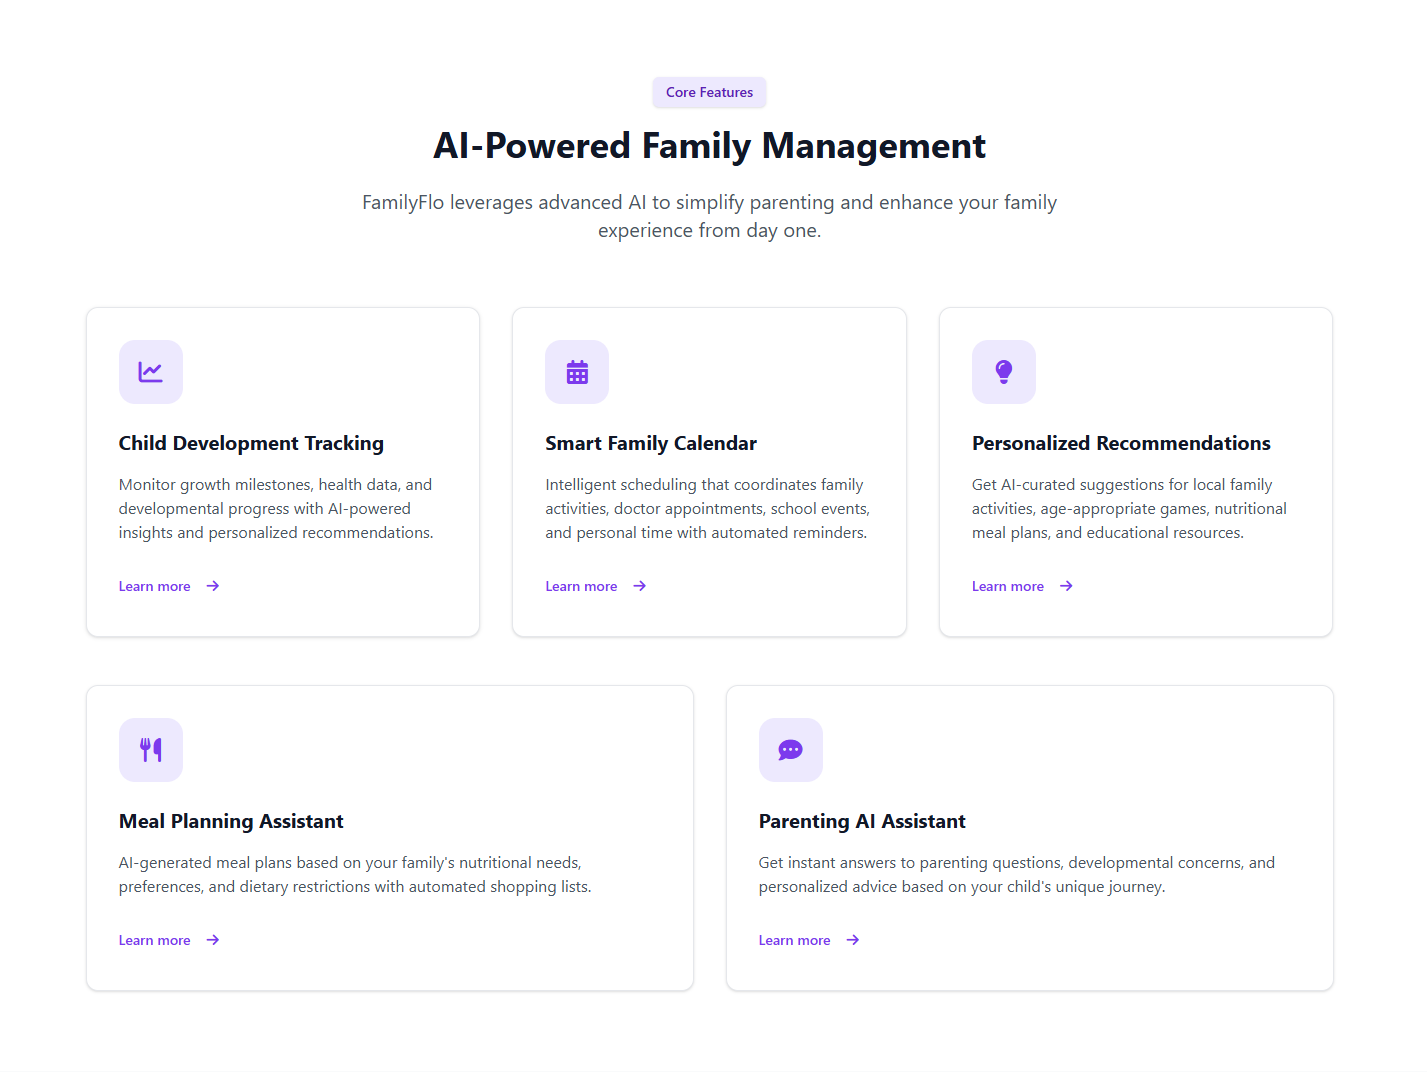 Core Features
AI-Powered Family Management
FamilyFlo leverages advanced AI to simplify parenting and enhance your family
experience from day one.
Child Development Tracking
Monitor growth milestones, health data, and
developmental progress with AI-powered
insights and personalized recommendations.
Learn more
Smart Family Calendar
Intelligent scheduling that coordinates family
activities, doctor appointments, school events,
and personal time with automated reminders.
Learn more
Personalized Recommendations
Get AI-curated suggestions for local family
activities, age-appropriate games, nutritional
meal plans, and educational resources.
Learn more
Meal Planning Assistant
AI-generated meal plans based on your family's nutritional needs,
preferences, and dietary restrictions with automated shopping lists.
Learn more
Parenting AI Assistant
Get instant answers to parenting questions, developmental concerns, and
personalized advice based on your child's unique journey.
Learn more